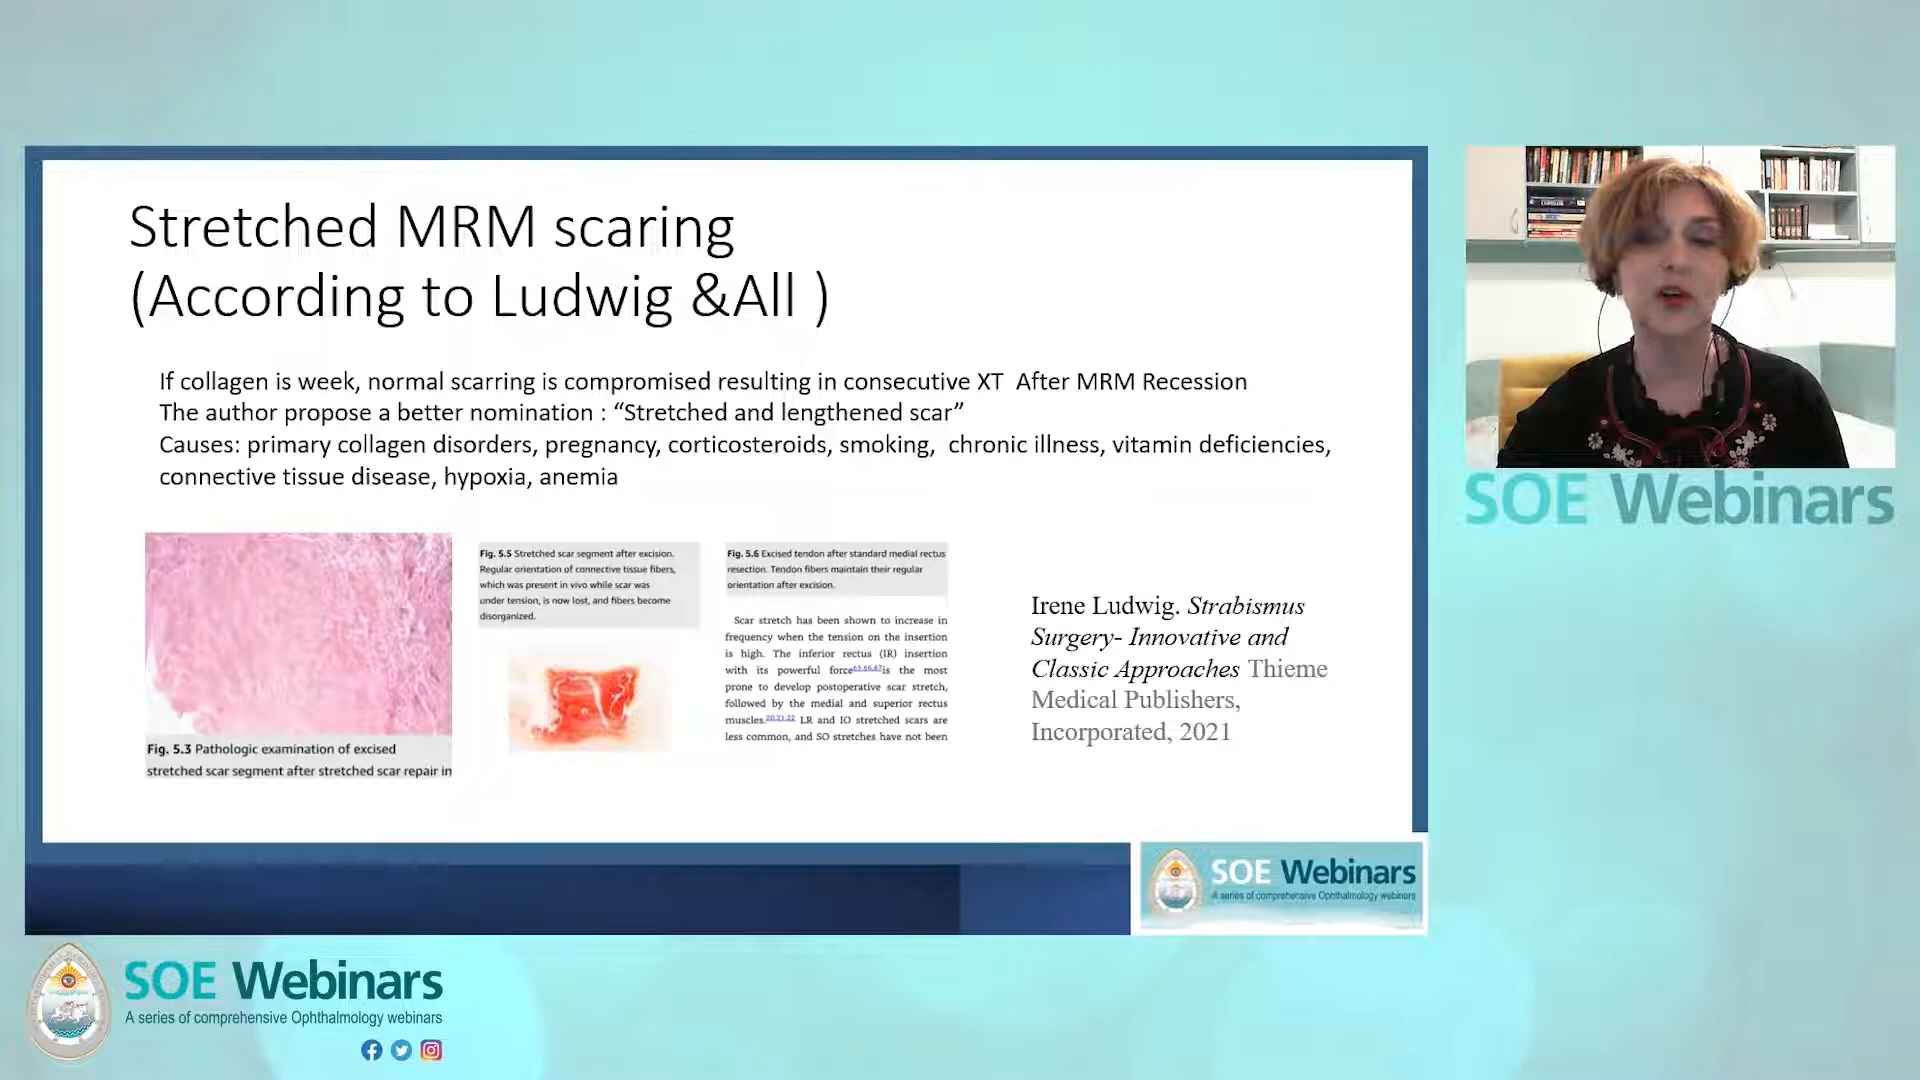 Stretched MRM scaring
(According to Ludwig &All )
If collagen is week, normal scarring is compromised resulting in consecutive XT  After MRM Recession
The author propose a better nomination : “Stretched and lengthened scar”
Causes: primary collagen disorders, pregnancy, corticosteroids, smoking,  chronic illness, vitamin deficiencies,
connective tissue disease, hypoxia, anemia
Fig. 5.3 Pathologic examination of excised
stretched scar segment after stretched scar repair in
Fig. 5.5 Stretched scar segment after excision.
Regular orientation of connective tissue fibers,
which was present in vivo while scar was
under tension, is now lost, and fibers become
disorganized.
Fig. 5.6 Excised tendon after standard medial rectus
resection. Tendon fibers maintain their regular
orientation after excision.
Scar stretch has been shown to increase in
frequency when the tension on the insertion
is high. The inferior rectus (IR) insertion
with its powerful force65,66,67is the most
prone to develop postoperative scar stretch,
followed by the medial and superior rectus
muscles.20,21,22 LR and IO stretched scars are
less common, and SO stretches have not been
Irene Ludwig. Strabismus
Surgery- Innovative and
Classic Approaches Thieme
Medical Publishers,
Incorporated, 2021
SOE Webinars
SOE Webinars
A series of comprehensive Ophthalmology webinars
SOE Webinars
A series of comprehensive Ophthalmology webinars